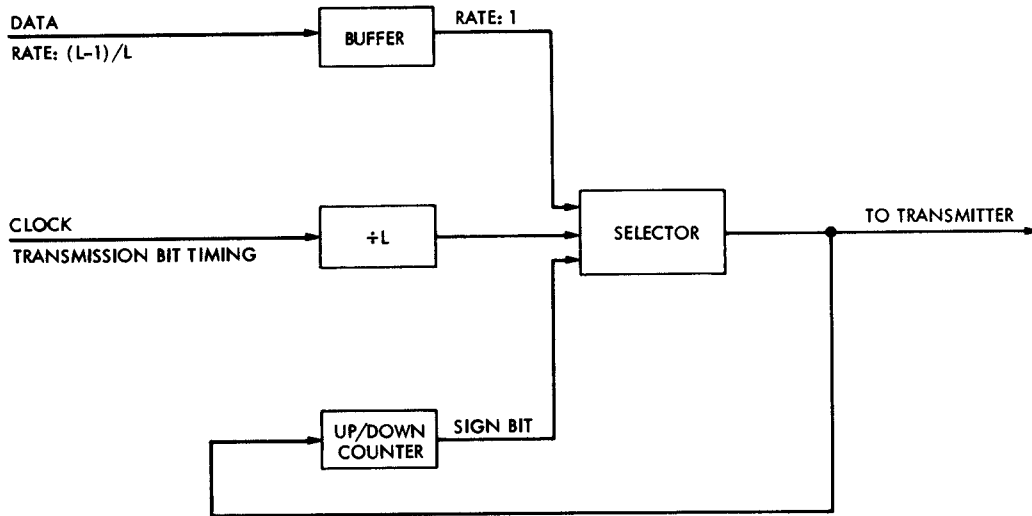 DATA
RATE: (L-1)/L
BUFFER
RATE: 1
CLOCK
TRANSMISSION BIT TIMING
÷L
SELECTOR
TO TRANSMITTER
UP/DOWN
COUNTER
SIGN BIT